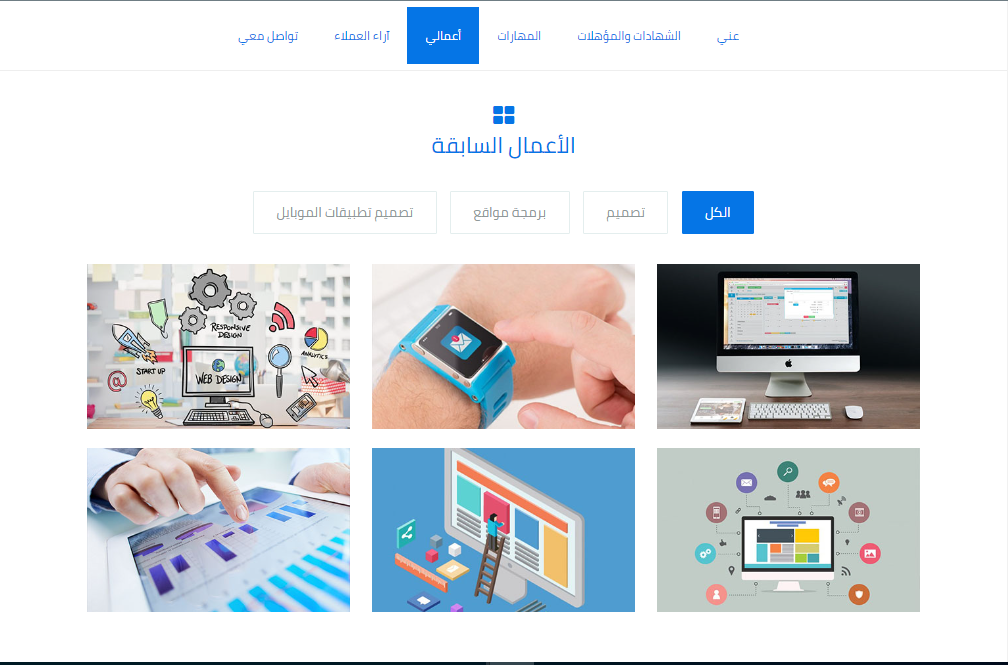 عني
الشهادات والمؤهلات
المهارات
أعمالي
آراء العملاء
تواصل معي
الأعمال السابقة
الكل
تصميم
برمجة مواقع
تصميم تطبيقات الموبايل
RESPONSIVE
DESIGN
ANALYTICS
START UP
WEB DESIGN